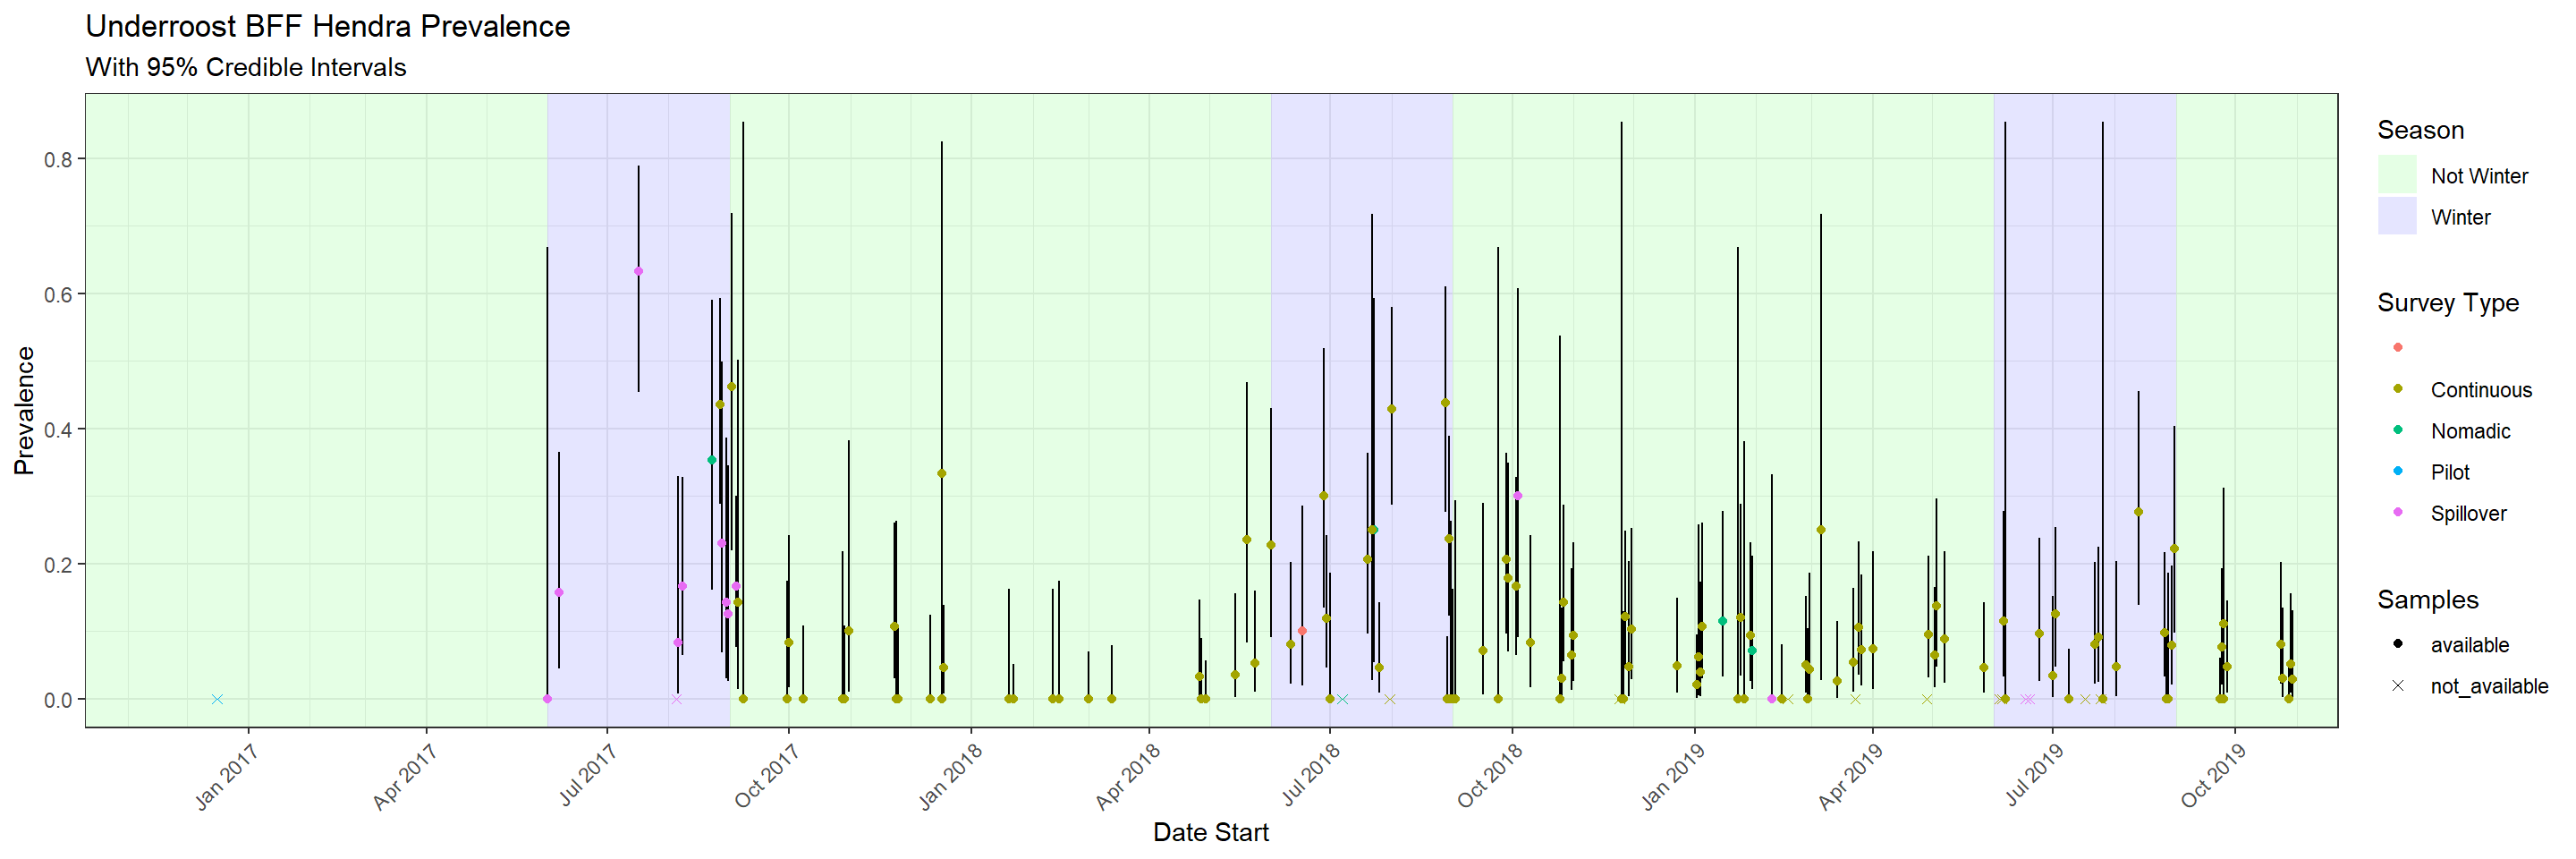 Underroost BFF Hendra Prevalence
With 95% Credible Intervals
Prevalence
0.8
0.6
0.4
0.2
0.0
Jan 2017
Apr 2017
Jul 2017
Oct 2017
Jan 2018
Apr 2018
Jul 2018
Oct 2018
Jan 2019
Apr 2019
Jul 2019
Oct 2019
Date Start
Season
Not Winter
Winter
Survey Type
Continuous
Nomadic
Pilot
Spillover
Samples
available
not_available